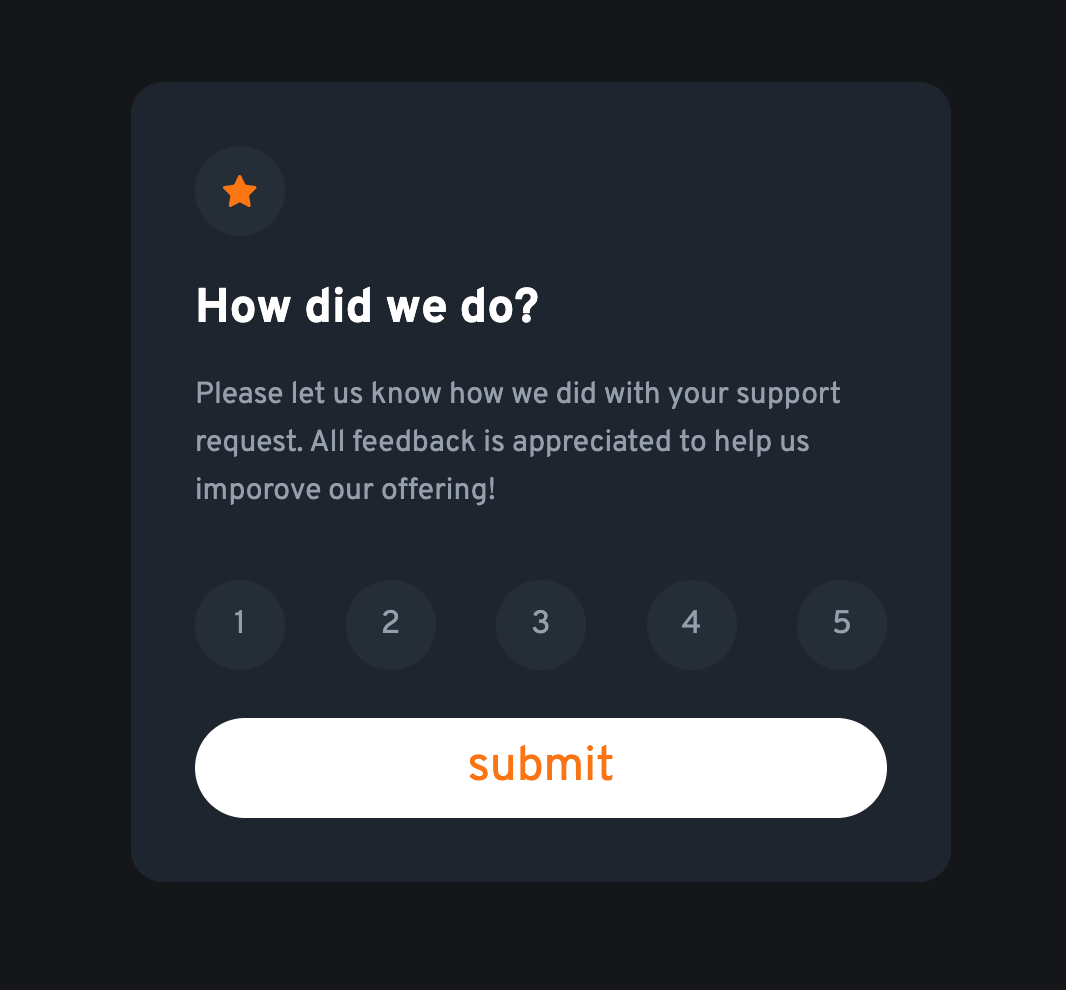 How did we do?
Please let us know how we did with your support
request. All feedback is appreciated to help us
imporove our offering!
1 2 3 4 5
submit